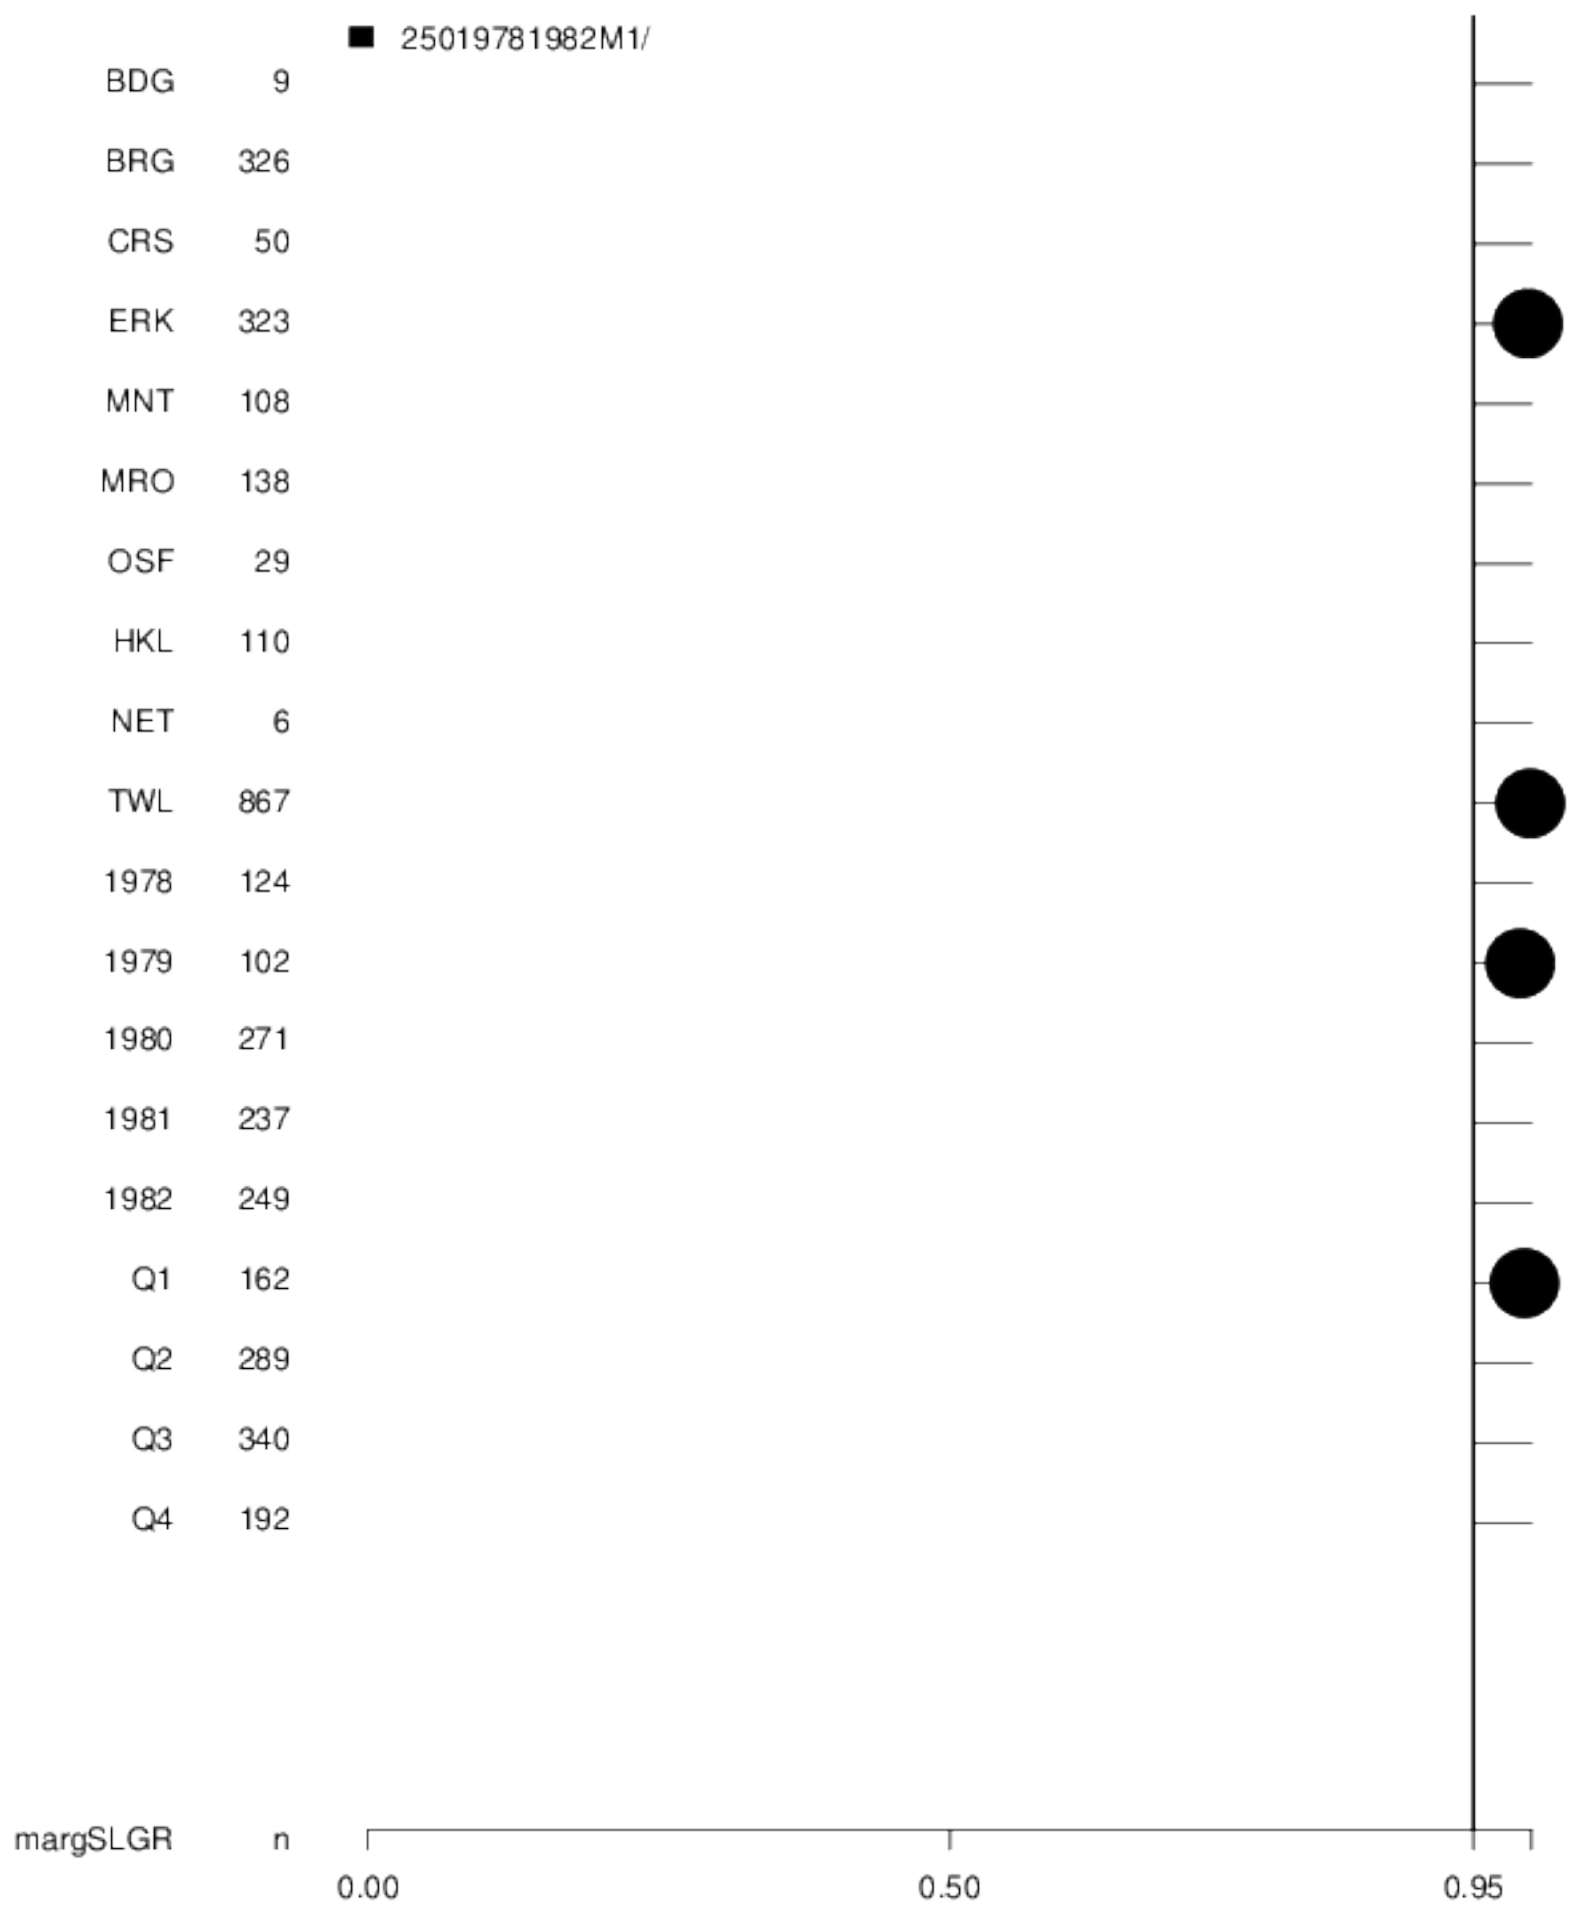 25019781982M1/
BDG 9
BRG 326
CRS 50
ERK 323
MNT 108
MRO 138
OSF 29
HKL 110
NET 6
TWL 867
1978 124
1979 102
1980 271
1981 237
1982 249
Q1 162
Q2 289
Q3 340
Q4 192
margSLGR n
0.00 0.50 0.95